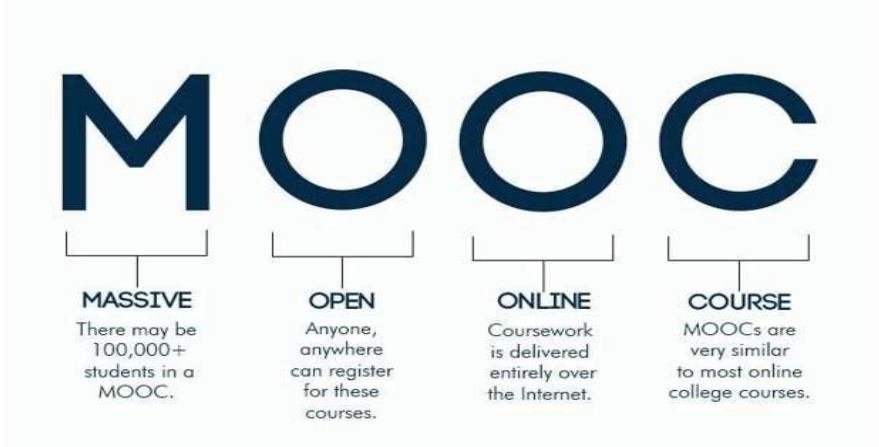 MOOC
MASSIVE
There may be
100,000+
students in a
MOOC.
OPEN
Anyone,
anywhere
can register
for these
courses.
ONLINE
Coursework
is delivered
entirely over
the Internet.
COURSE
MOOCs are
very similar
to most online
college courses.